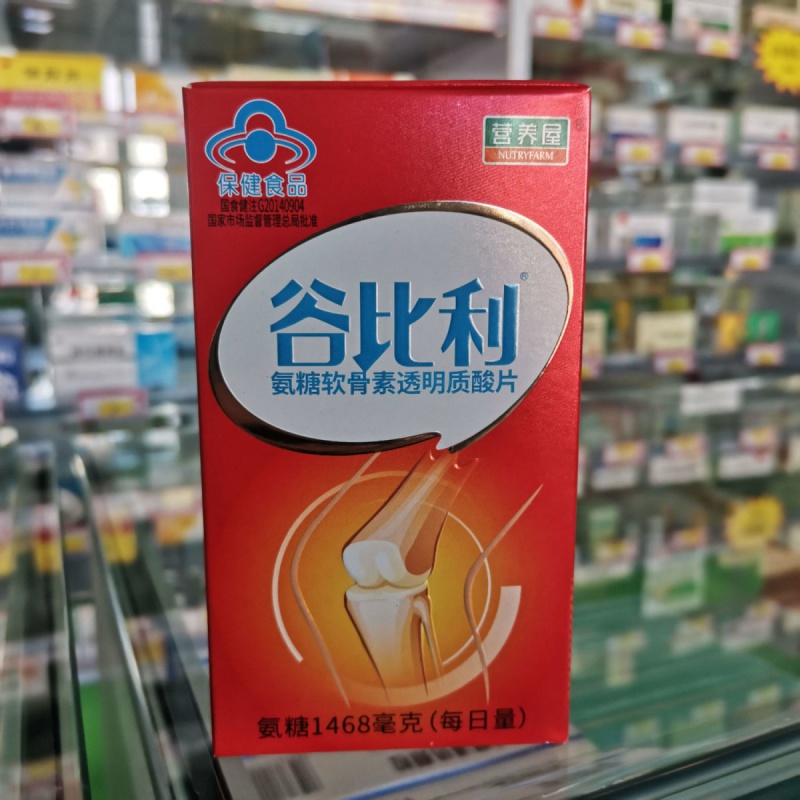 营养屋
NUTRYFARM
®
保健食品
国食健注G20140904
国家市场监督管理总局批准
谷比利®
氨糖软骨素透明质酸片
氨糖1468毫克(每日量)